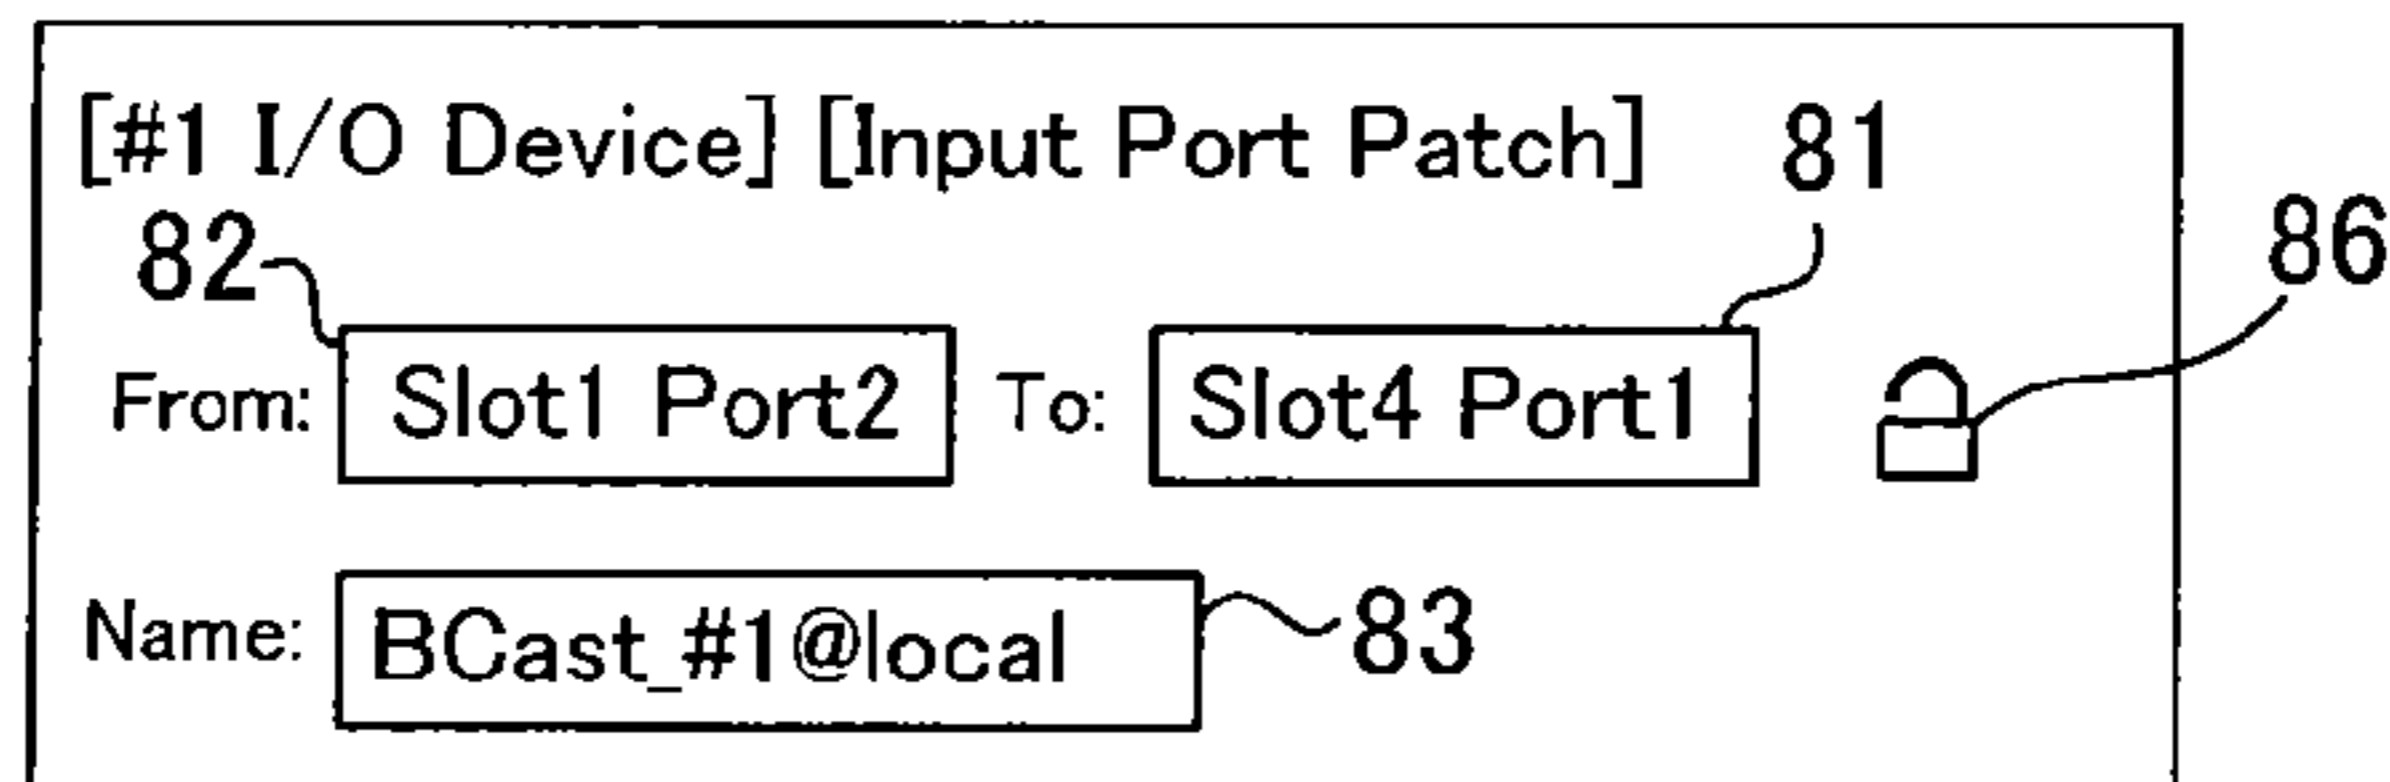 [#1 I/O Device] [Input Port Patch] 81
82 86
From: Slot1 Port2 To: Slot4 Port1
Name: BCast_#1@local 83